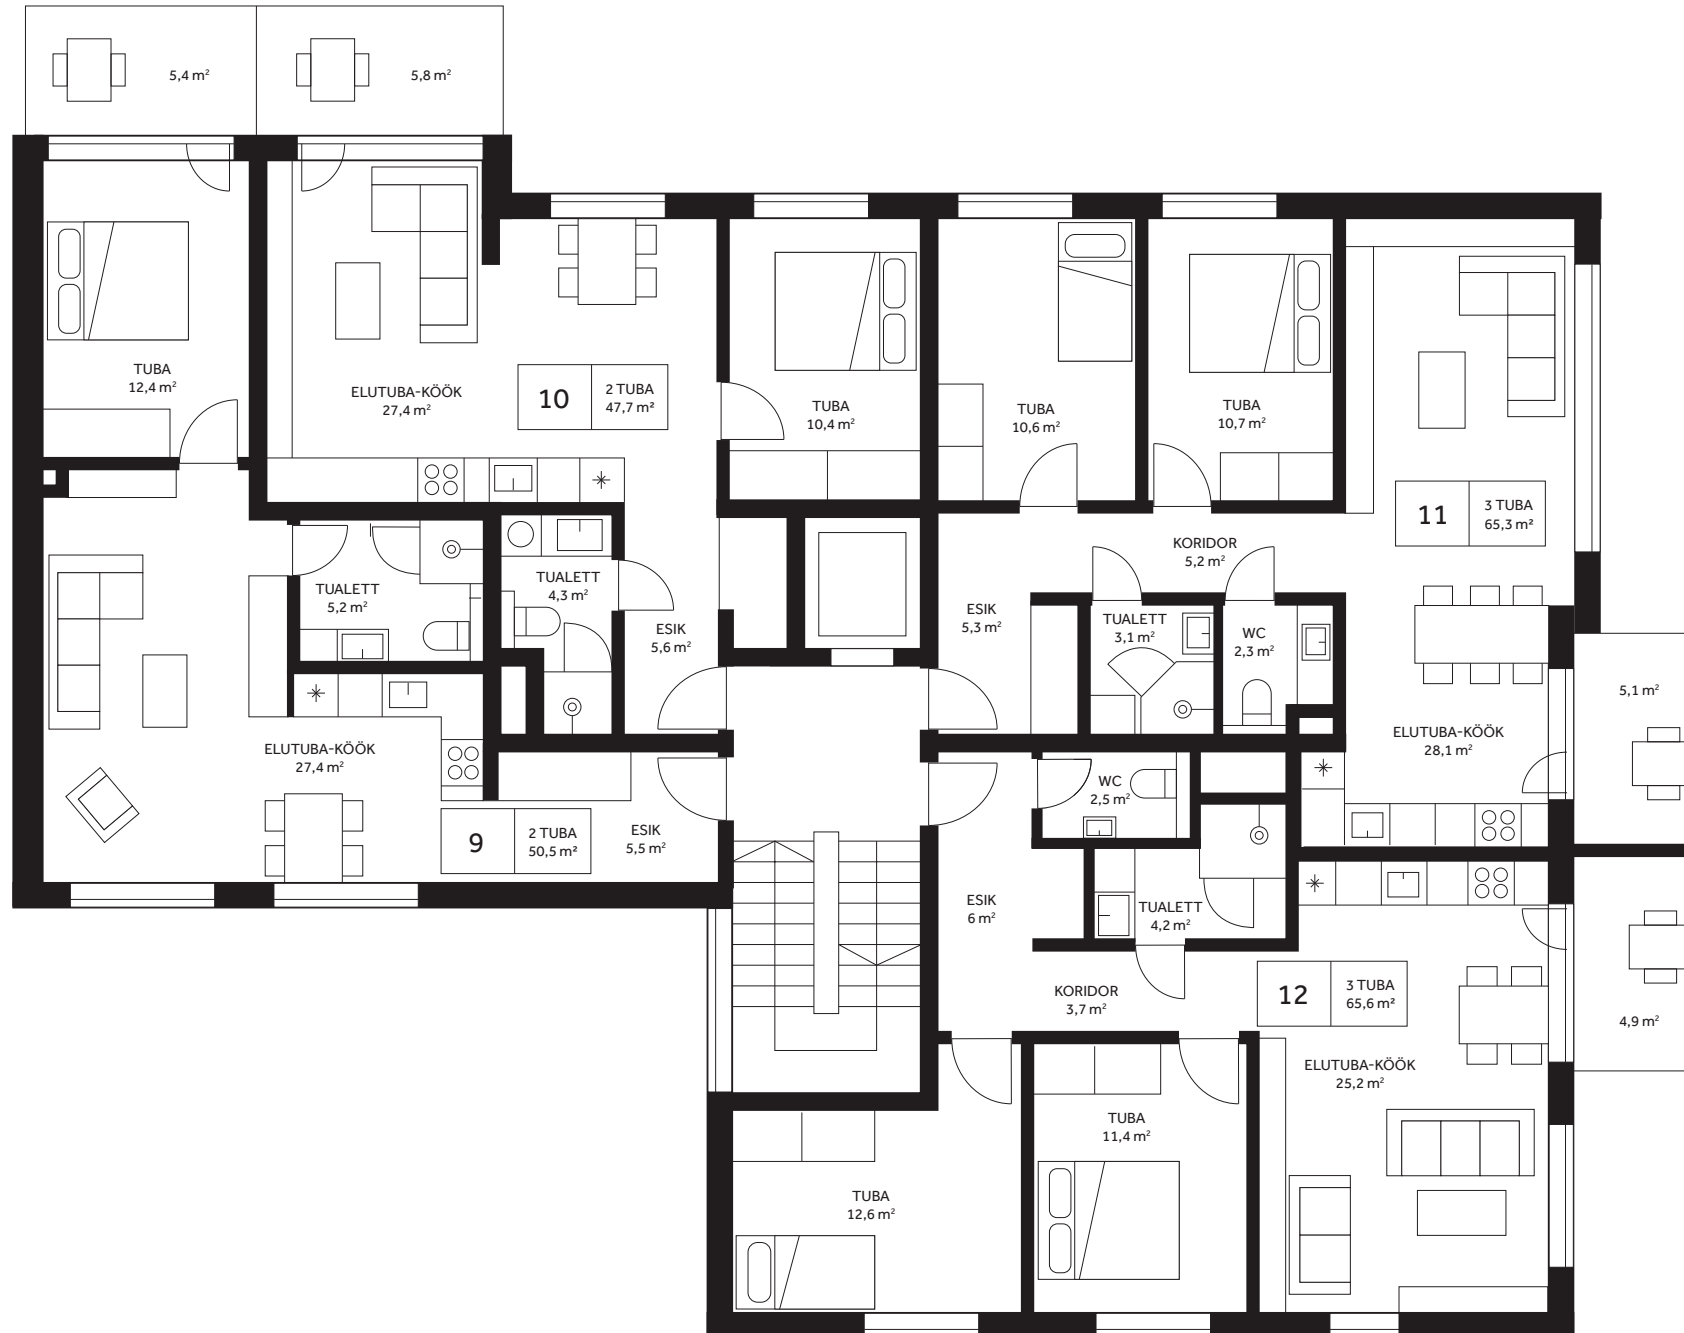 5,4 m²
5,8 m²
TUBA
12,4 m²
ELUTUBA-KÖÖK
27,4 m²
10
2 TUBA
47,7 m²
TUBA
10,4 m²
TUBA
10,6 m²
TUBA
10,7 m²
11
3 TUBA
65,3 m²
KORIDOR
5,2 m²
TUALETT
5,2 m²
TUALETT
4,3 m²
ESIK
5,6 m²
ESIK
5,3 m²
TUALETT
3,1 m²
WC
2,3 m²
5,1 m²
ELUTUBA-KÖÖK
27,4 m²
ELUTUBA-KÖÖK
28,1 m²
WC
2,5 m²
9
2 TUBA
50,5 m²
ESIK
5,5 m²
ESIK
6 m²
TUALETT
4,2 m²
KORIDOR
3,7 m²
12
3 TUBA
65,6 m²
4,9 m²
ELUTUBA-KÖÖK
25,2 m²
TUBA
11,4 m²
TUBA
12,6 m²